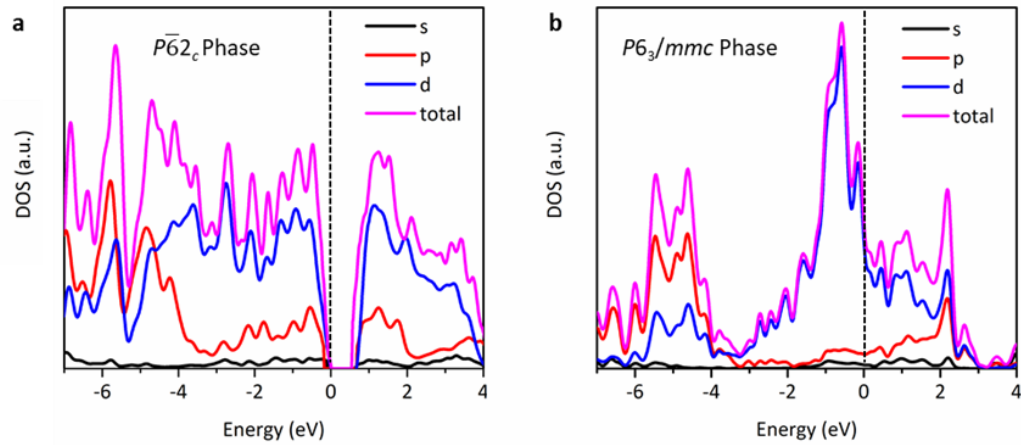 a
P6̅2c Phase
s
p
d
total
DOS (a.u.)
-6
-4
-2
0
2
4
Energy (eV)
b
P6₃/mmc Phase
s
p
d
total
DOS (a.u.)
-6
-4
-2
0
2
4
Energy (eV)